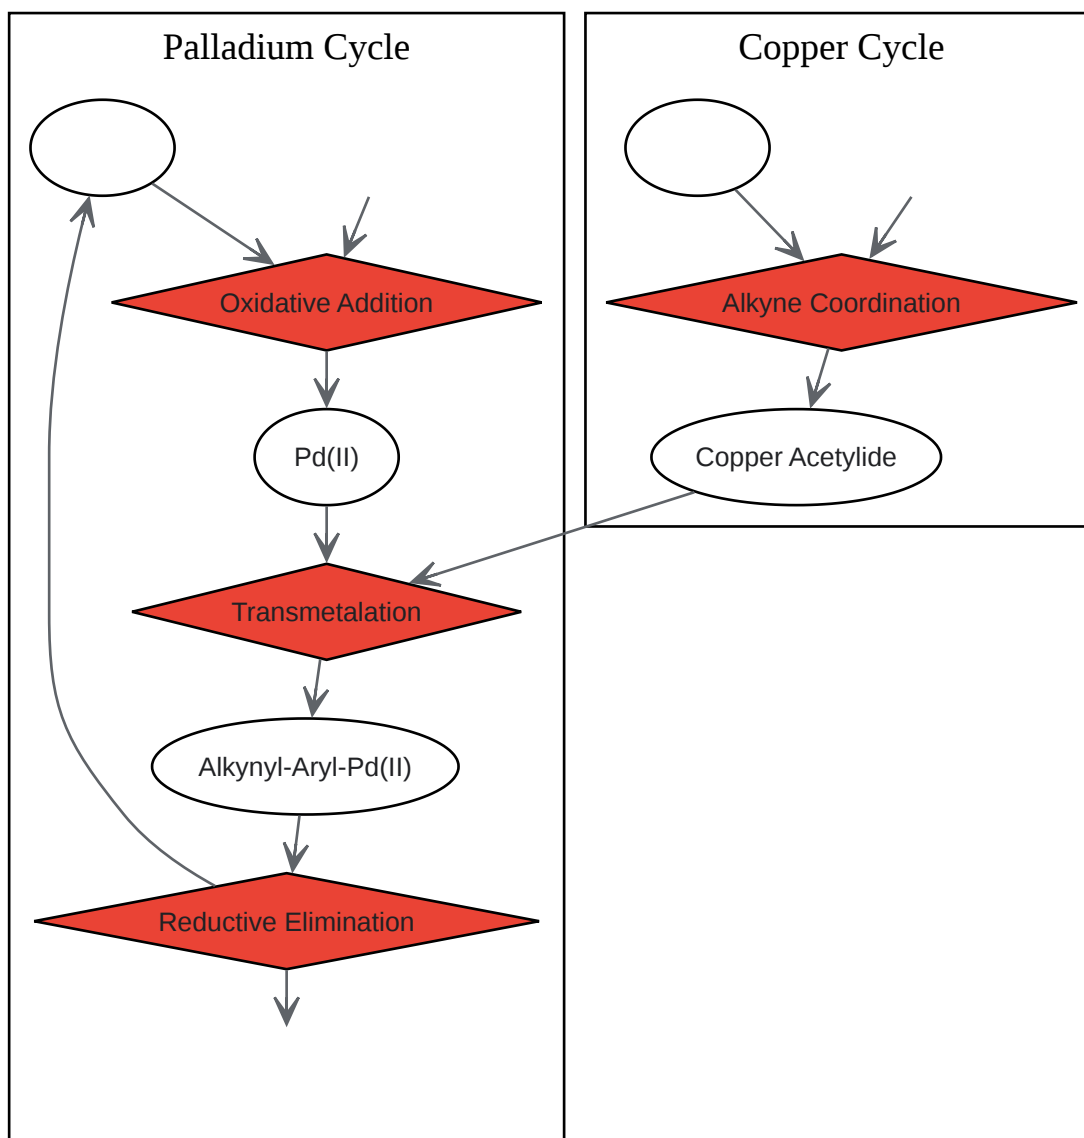 Palladium Cycle
Copper Cycle
Oxidative Addition
Alkyne Coordination
Pd(II)
Copper Acetylide
Transmetalation
Alkynyl-Aryl-Pd(II)
Reductive Elimination